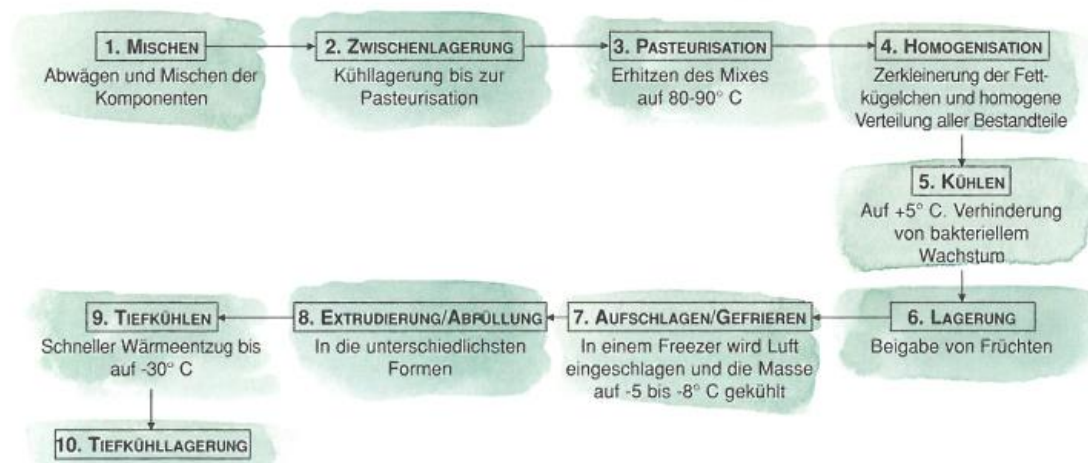 1. MISCHEN
Abwägen und Mischen der
Komponenten
2. ZWISCHENLAGERUNG
Kühllagerung bis zur
Pasteurisation
3. PASTEURISATION
Erhitzen des Mixes
auf 80-90° C
4. HOMOGENISATION
Zerkleinerung der Fett-
kügelchen und homogene
Verteilung aller Bestandteile
5. KÜHLEN
Auf +5° C. Verhinderung
von bakteriellem
Wachstum
6. LAGERUNG
Beigabe von Früchten
7. AUFSCHLAGEN/GEFRIEREN
In einem Freezer wird Luft
eingeschlagen und die Masse
auf -5 bis -8° C gekühlt
8. EXTRUDIERUNG/ABFÜLLUNG
In die unterschiedlichsten
Formen
9. TIEFKÜHLEN
Schneller Wärmeentzug bis
auf -30° C
10. TIEFKÜHLLAGERUNG